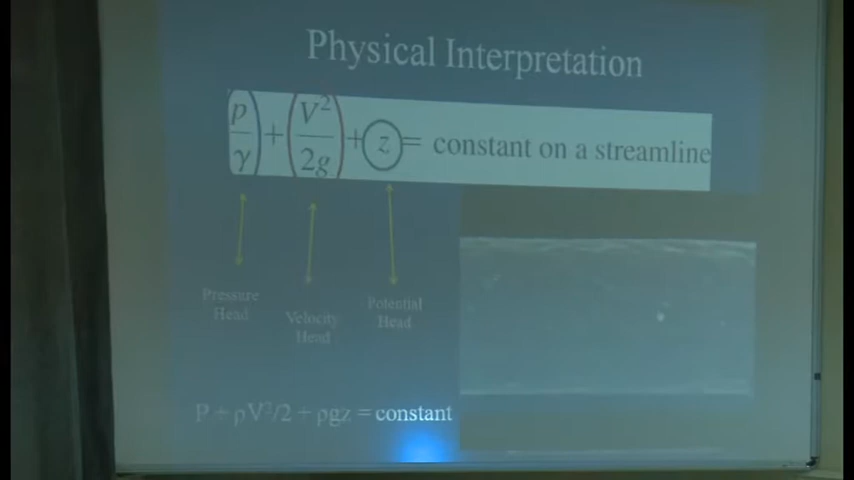 Physical Interpretation
p/γ + V²/2g + z = constant on a streamline
Pressure Head
Velocity Head
Potential Head
P + ρV²/2 + ρgz = constant